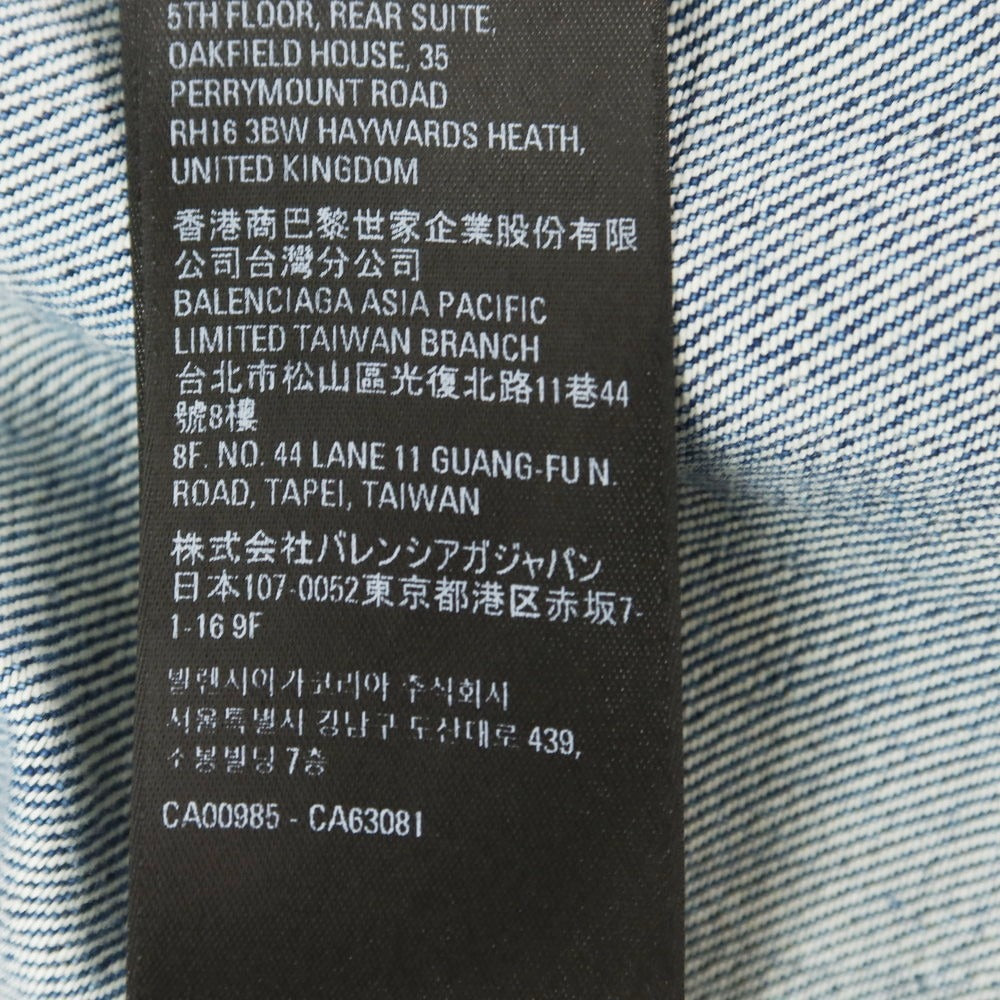 5TH FLOOR, REAR SUITE,
OAKFIELD HOUSE, 35
PERRYMOUNT ROAD
RH16 3BW HAYWARDS HEATH,
UNITED KINGDOM
香港商巴黎世家企業股份有限
公司台灣分公司
BALENCIAGA ASIA PACIFIC
LIMITED TAIWAN BRANCH
台北市松山區光復北路11巷44
號8樓
8F. NO. 44 LANE 11 GUANG-FU N.
ROAD, TAPEI, TAIWAN
株式会社バレンシアガジャパン
日本107-0052東京都港区赤坂7-
1-16 9F
발렌시아가코리아 주식회사
서울특별시 강남구 도산대로 439,
소봉빌딩 7층
CA00985 - CA63081